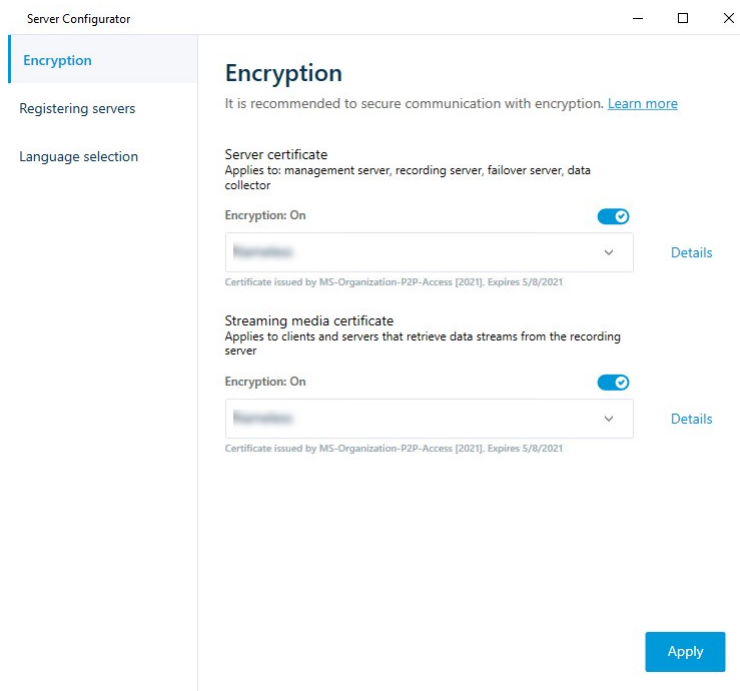 Server Configurator
Encryption
Registering servers
Language selection
Encryption
It is recommended to secure communication with encryption. Learn more
Server certificate
Applies to: management server, recording server, failover server, data
collector
Encryption: On
Details
Certificate issued by MS-Organization-P2P-Access [2021]. Expires 5/8/2021
Streaming media certificate
Applies to clients and servers that retrieve data streams from the recording
server
Encryption: On
Details
Certificate issued by MS-Organization-P2P-Access [2021]. Expires 5/8/2021
Apply